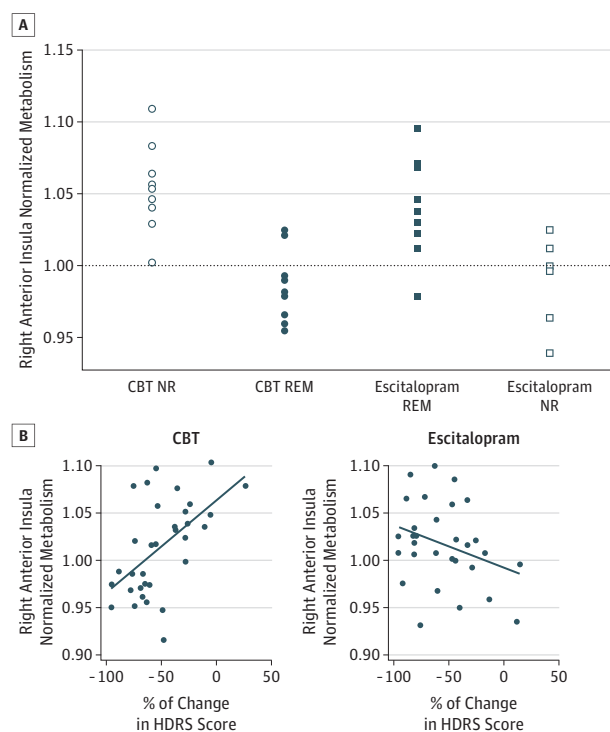 A
Right Anterior Insula Normalized Metabolism
1.15
1.10
1.05
1.00
0.95
CBT NR
CBT REM
Escitalopram
REM
Escitalopram
NR
B
CBT
Right Anterior Insula
Normalized Metabolism
1.10
1.05
1.00
0.95
0.90
-100
-50
0
50
% of Change
in HDRS Score
Escitalopram
Right Anterior Insula
Normalized Metabolism
1.10
1.05
1.00
0.95
0.90
-100
-50
0
50
% of Change
in HDRS Score